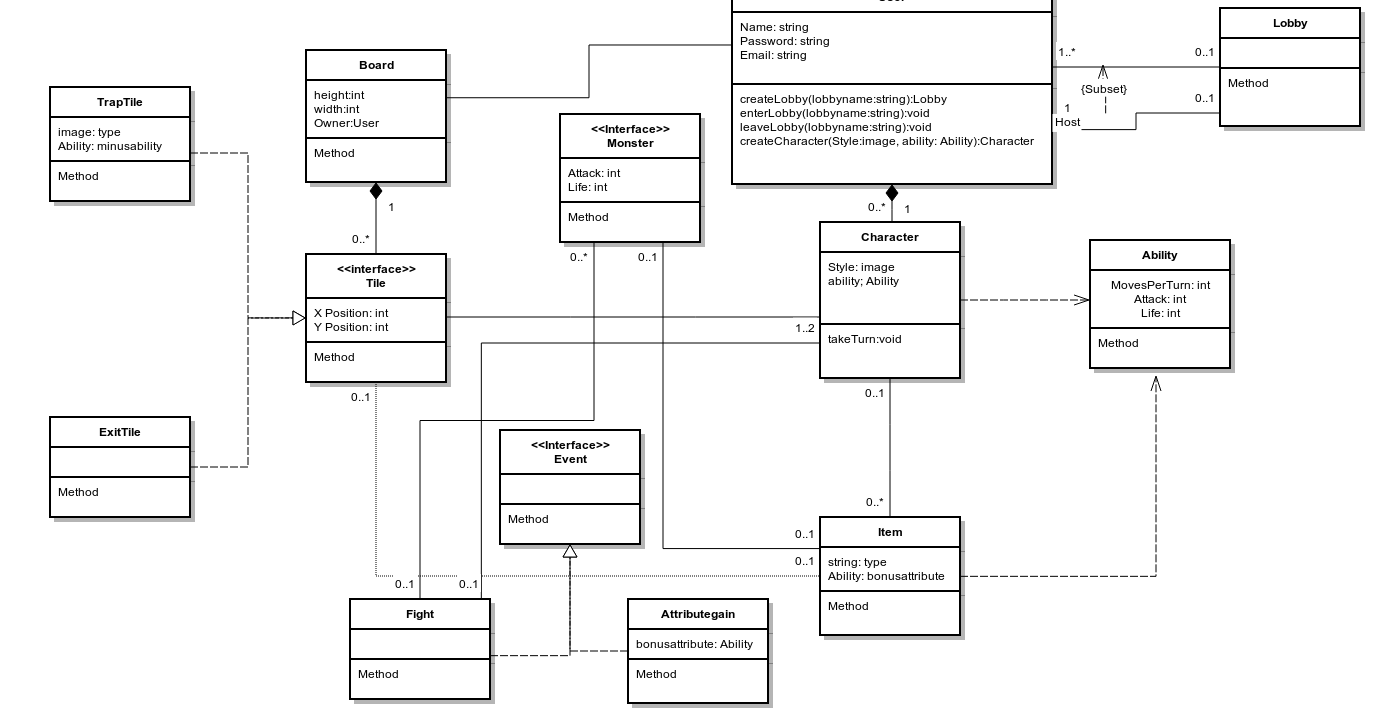 TrapTile
image: type
Ability: minusability
Method
ExitTile
Method
Board
height:int
width:int
Owner:User
Method
1
0..*
<<interface>>
Tile
X Position: int
Y Position: int
Method
0..1
<<Interface>>
Monster
Attack: int
Life: int
Method
0..*
0..1
<<Interface>>
Event
Method
0..1
0..1
Fight
Method
Attributegain
bonusattribute: Ability
Method
Name: string
Password: string
Email: string
createLobby(lobbyname:string):Lobby
enterLobby(lobbyname:string):void
leaveLobby(lobbyname:string):void
createCharacter(Style:image, ability: Ability):Character
1..*
0..1
{Subset}
1
Host
0..1
Lobby
Method
0..*
1
Character
Style: image
ability; Ability
takeTurn:void
1..2
0..1
0..*
Ability
MovesPerTurn: int
Attack: int
Life: int
Method
0..1
0..1
Item
string: type
Ability: bonusattribute
Method